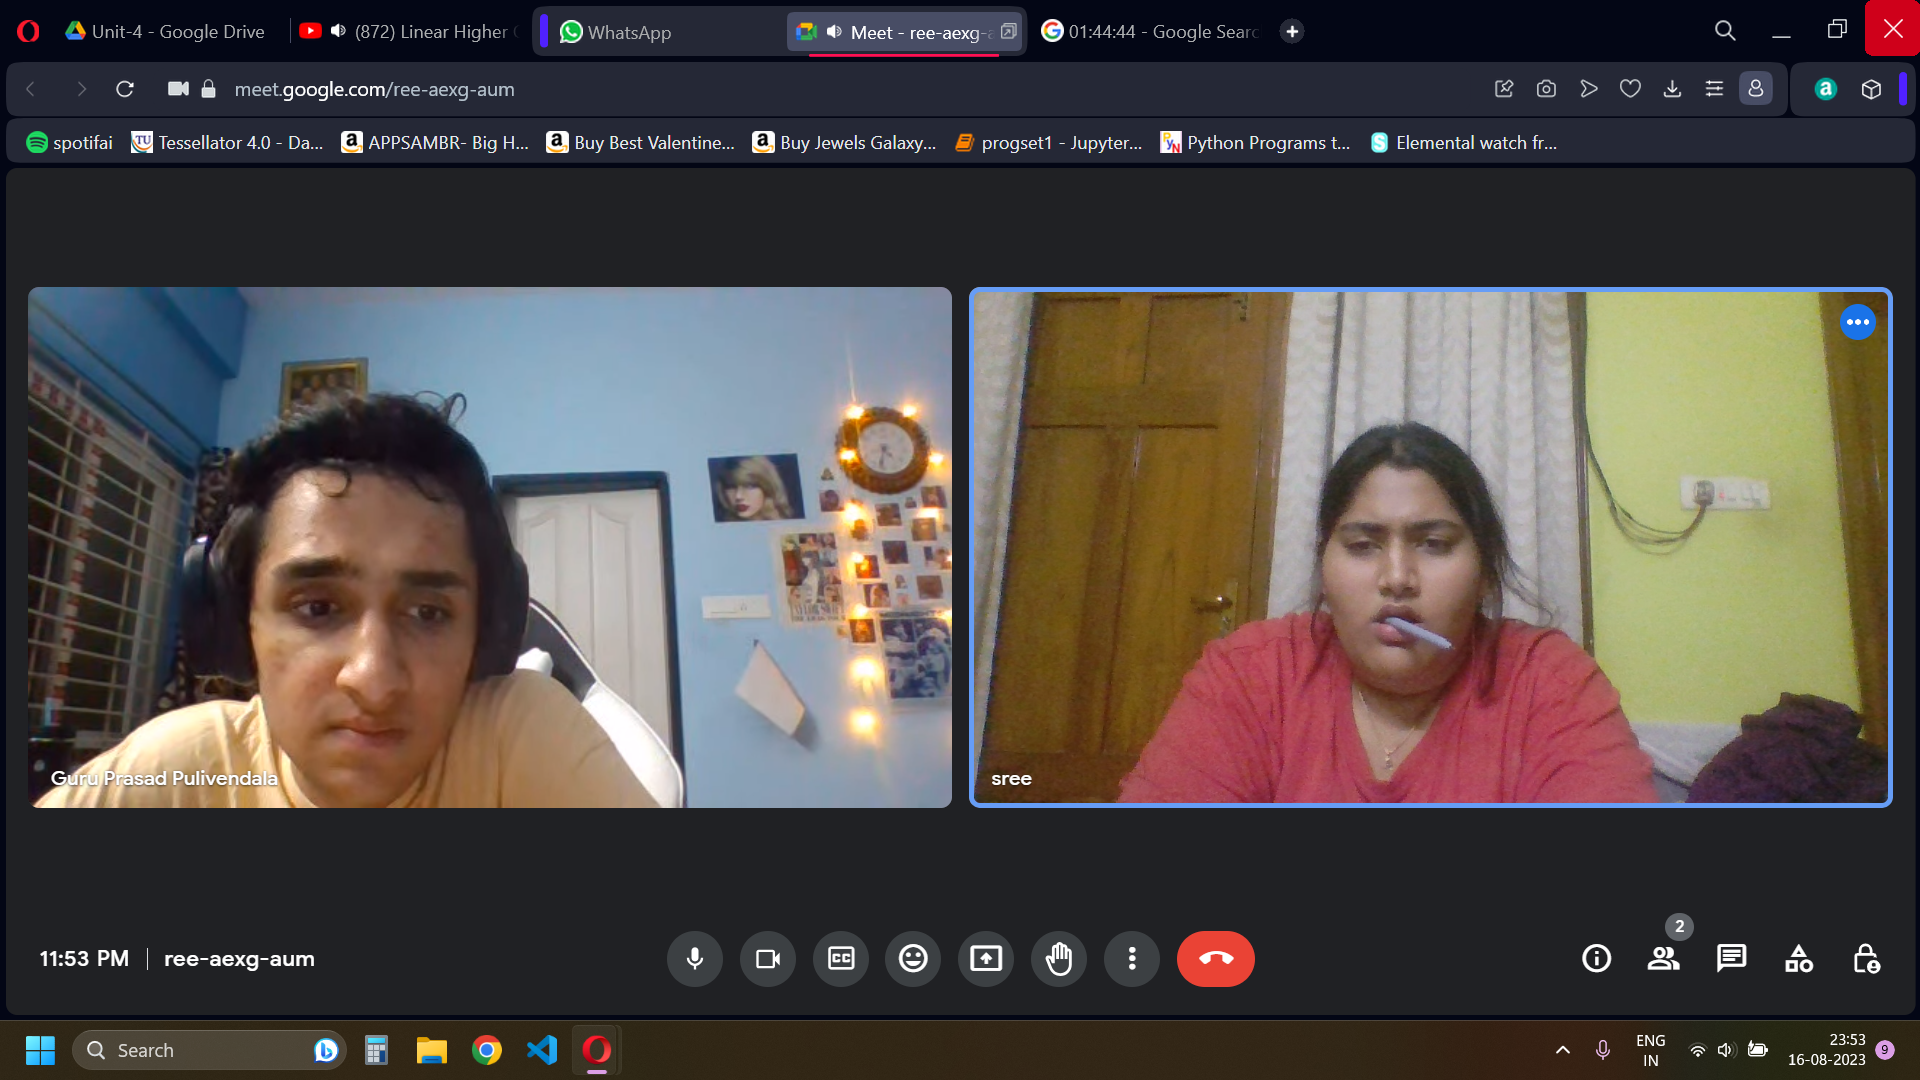 Unit-4 - Google Drive
(872) Linear Higher
WhatsApp
Meet - ree-aexg-a
01:44:44 - Google Searc
meet.google.com/ree-aexg-aum
spotifai
Tessellator 4.0 - Da...
APPSAMBR- Big H...
Buy Best Valentine...
Buy Jewels Galaxy...
progset1 - Jupyter...
Python Programs t...
Elemental watch fr...
Guru Prasad Pulivendala
sree
11:53 PM
ree-aexg-aum
CC
2
Search
ENG
IN
23:53
16-08-2023
9